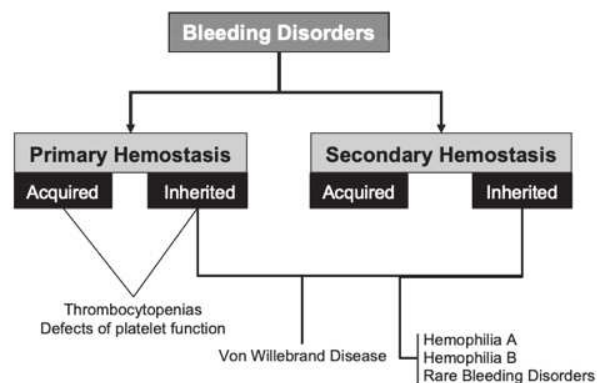 Bleeding Disorders
Primary Hemostasis
Secondary Hemostasis
Acquired
Inherited
Acquired
Inherited
Thrombocytopenias
Defects of platelet function
Von Willebrand Disease
Hemophilia A
Hemophilia B
Rare Bleeding Disorders